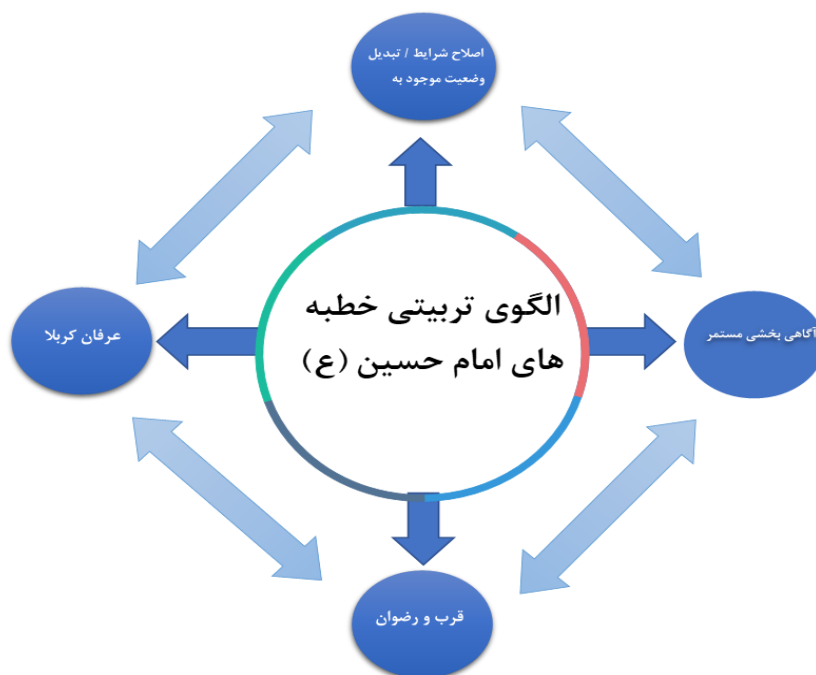 اصلاح شرایط / تبدیل
وضعیت موجود به
الگوی تربیتی خطبه
های امام حسین (ع)
آگاهی بخشی مستمر
عرفان کربلا
قرب و رضوان